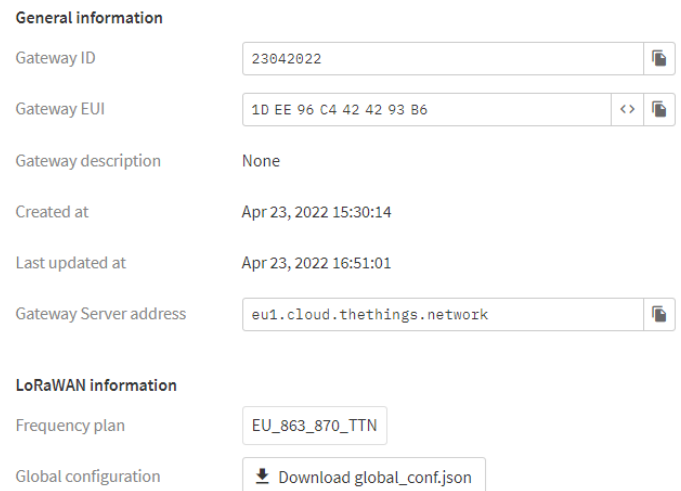 General information
Gateway ID 23042022
Gateway EUI 1D EE 96 C4 42 42 93 B6 <>
Gateway description None
Created at Apr 23, 2022 15:30:14
Last updated at Apr 23, 2022 16:51:01
Gateway Server address eu1.cloud.thethings.network
LoRaWAN information
Frequency plan EU_863_870_TTN
Global configuration Download global_conf.json